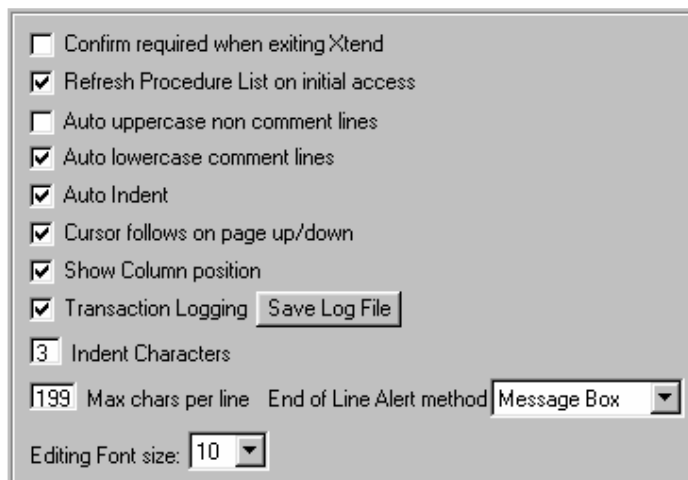 Confirm required when exiting Xtend
Refresh Procedure List on initial access
Auto uppercase non comment lines
Auto lowercase comment lines
Auto Indent
Cursor follows on page up/down
Show Column position
Transaction Logging Save Log File
3 Indent Characters
199 Max chars per line End of Line Alert method Message Box
Editing Font size: 10